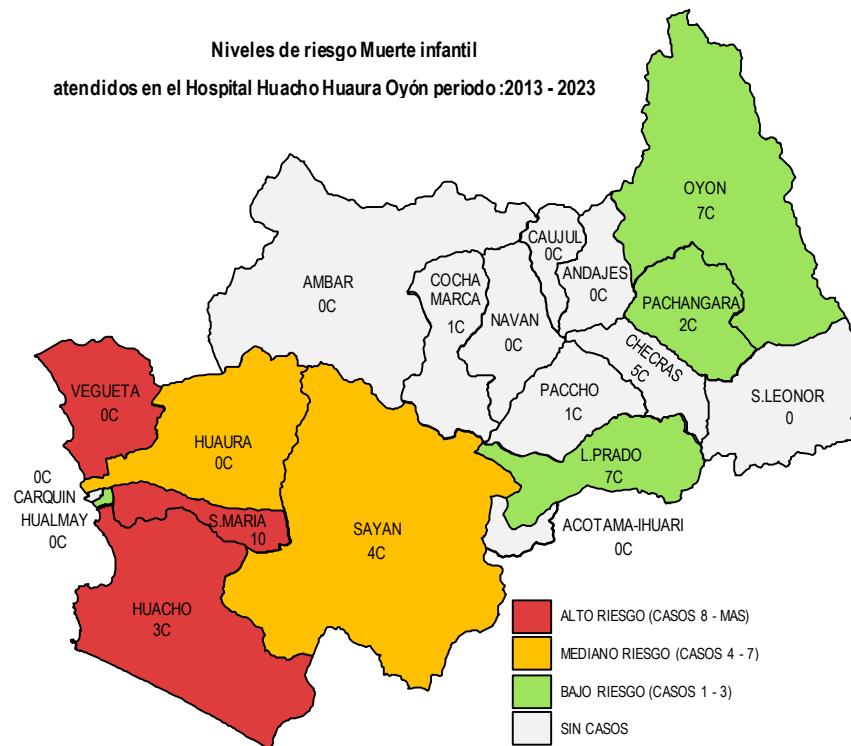 Niveles de riesgo Muerte infantil
atendidos en el Hospital Huacho Huaura Oyón periodo :2013 - 2023
OYON
7C
CAUJUL
0C
ANDAJES
0C
AMBAR
0C
COCHA
MARCA
1C
NAVAN
0C
PACHANGARA
2C
CHECRAS
5C
S.LEONOR
0
PACCHO
1C
VEGUETA
0C
HUAURA
0C
L.PRADO
7C
0C
CARQUIN
HUALMAY
0C
S.MARIA
10
SAYAN
4C
ACOTAMA-IHUARI
0C
HUACHO
3C
ALTO RIESGO (CASOS 8 - MAS)
MEDIANO RIESGO (CASOS 4 - 7)
BAJO RIESGO (CASOS 1 - 3)
SIN CASOS